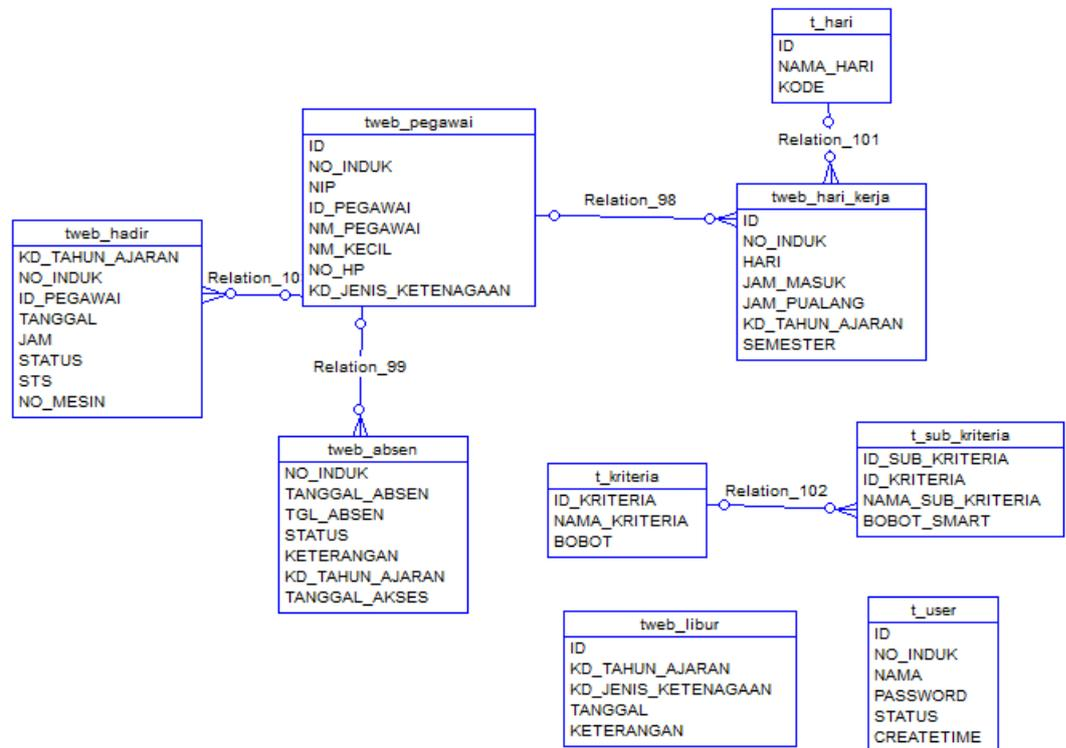 t_hari
ID
NAMA_HARI
KODE
Relation_101
tweb_pegawai
ID
NO_INDUK
NIP
ID_PEGAWAI
NM_PEGAWAI
NM_KECIL
NO_HP
KD_JENIS_KETENAGAAN
Relation_98
tweb_hari_kerja
ID
NO_INDUK
HARI
JAM_MASUK
JAM_PUALANG
KD_TAHUN_AJARAN
SEMESTER
tweb_hadir
KD_TAHUN_AJARAN
NO_INDUK
ID_PEGAWAI
TANGGAL
JAM
STATUS
STS
NO_MESIN
Relation_10
Relation_99
tweb_absen
NO_INDUK
TANGGAL_ABSEN
TGL_ABSEN
STATUS
KETERANGAN
KD_TAHUN_AJARAN
TANGGAL_AKSES
t_kriteria
ID_KRITERIA
NAMA_KRITERIA
BOBOT
Relation_102
t_sub_kriteria
ID_SUB_KRITERIA
ID_KRITERIA
NAMA_SUB_KRITERIA
BOBOT_SMART
tweb_libur
ID
KD_TAHUN_AJARAN
KD_JENIS_KETENAGAAN
TANGGAL
KETERANGAN
t_user
ID
NO_INDUK
NAMA
PASSWORD
STATUS
CREATETIME